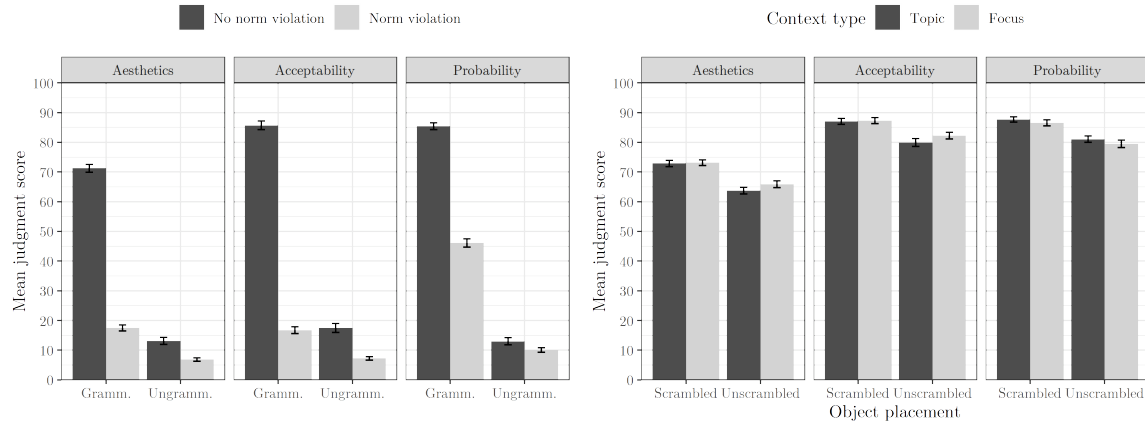 No norm violation Norm violation
Context type Topic Focus
Aesthetics Acceptability Probability
Aesthetics Acceptability Probability
Mean judgment score
100
90
80
70
60
50
40
30
20
10
0
Gramm. Ungramm. Gramm. Ungramm. Gramm. Ungramm.
Mean judgment score
100
90
80
70
60
50
40
30
20
10
0
Scrambled Unscrambled Scrambled Unscrambled Scrambled Unscrambled
Object placement